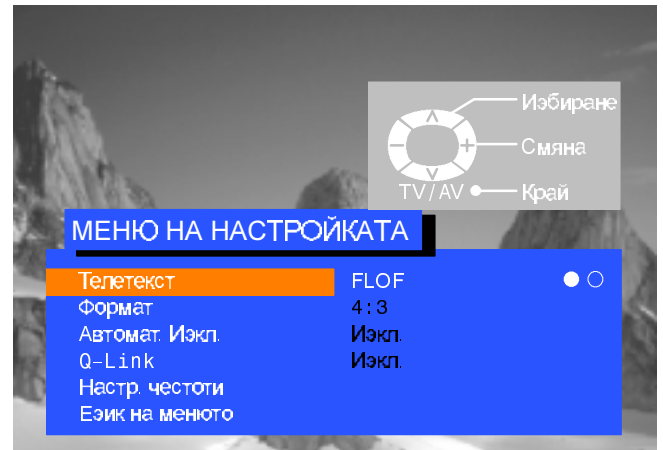 Иэбиране
Смяна
TV/AV Край
МЕНЮ НА НАСТРОЙКАТА
Телетекст FLOF
Формат 4:3
Автомат. Иэкл. Иэкл.
Q-Link Иэкл.
Настр. честоти
Еэик на менюто